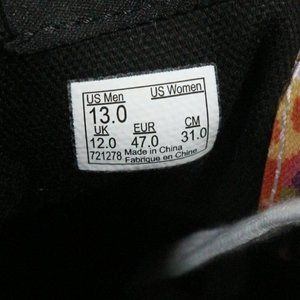 US Men US Women
13.0
UK EUR CM
12.0 47.0 31.0
721278 Made in China
Fabrique en Chine